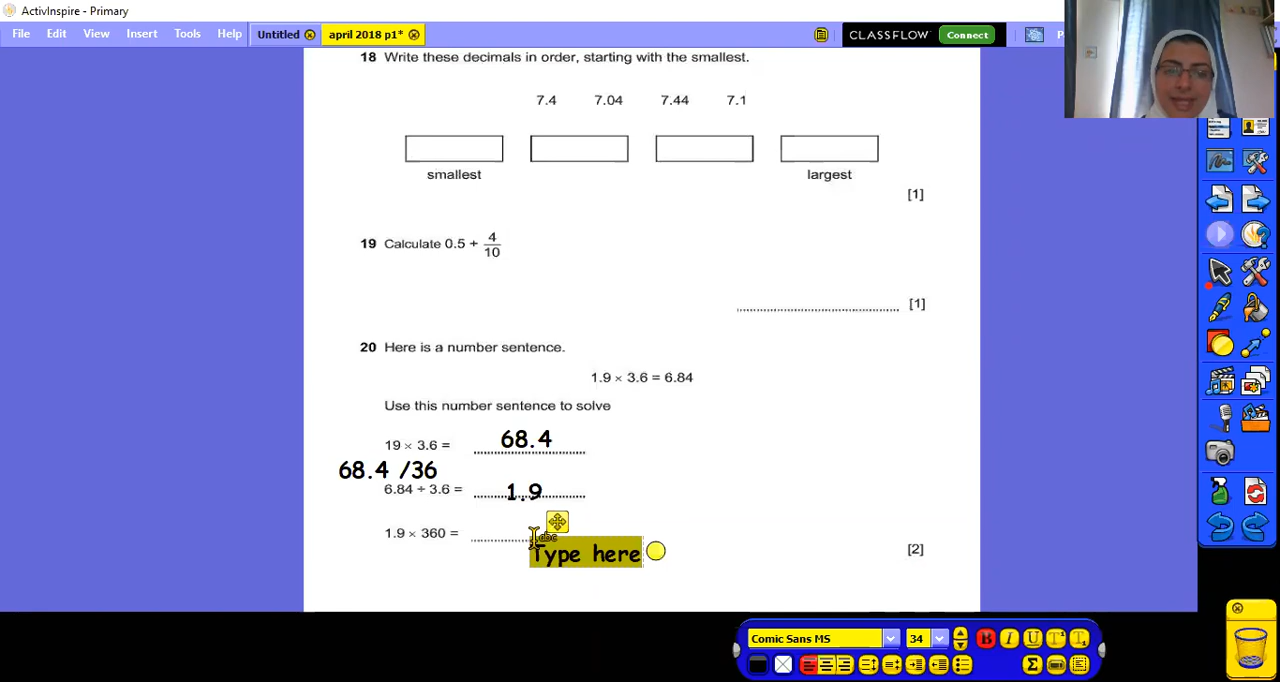 ActivInspire - Primary
File Edit View Insert Tools Help Untitled april 2018 p1* CLASSFLOW Connect
18 Write these decimals in order, starting with the smallest.
7.4 7.04 7.44 7.1
smallest largest
[1]
19 Calculate 0.5 + 4/10
[1]
20 Here is a number sentence.
1.9 × 3.6 = 6.84
Use this number sentence to solve
19 × 3.6 = 68.4
68.4 /36
6.84 ÷ 3.6 = 1.9
1.9 × 360 =
Type here
[2]
Comic Sans MS 34 B I U